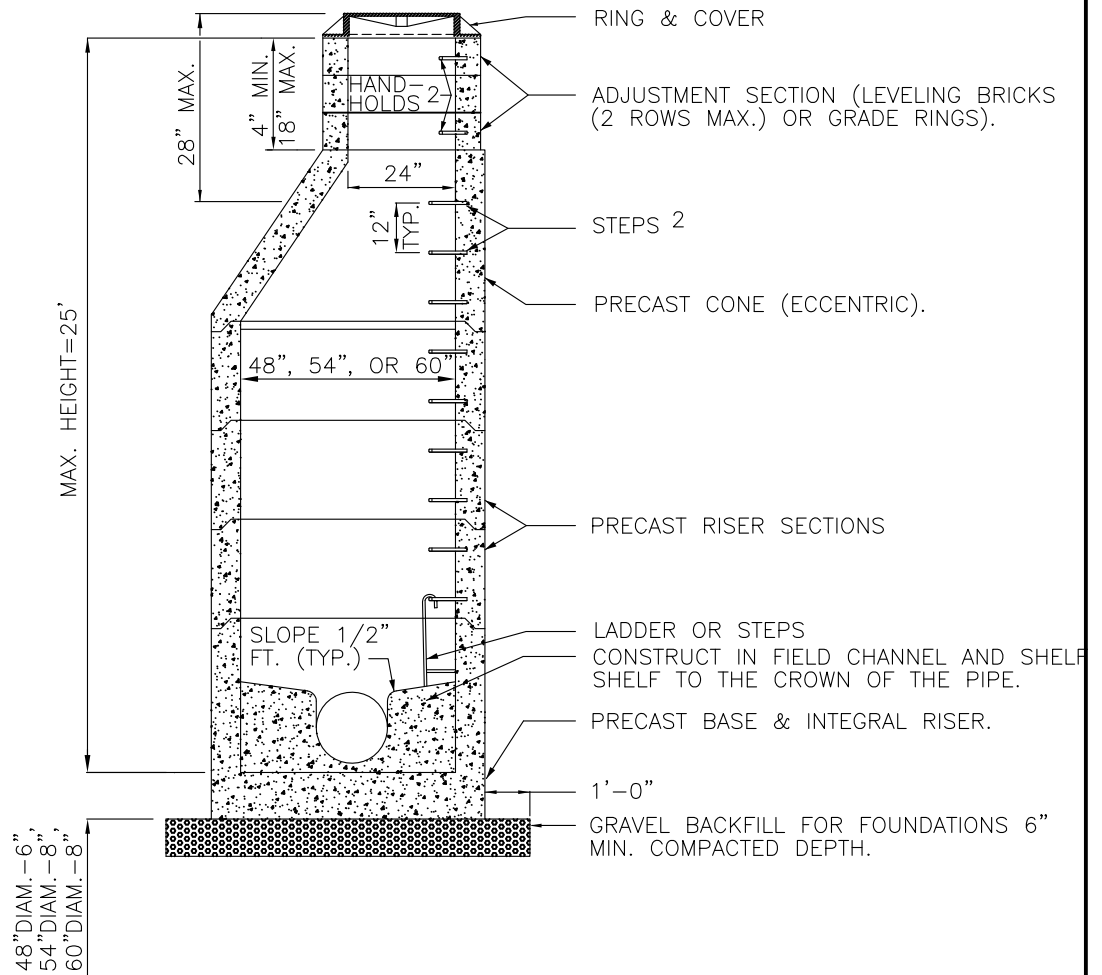 RING & COVER
28" MAX.
4" MIN.
18" MAX.
HAND-
HOLDS 2
ADJUSTMENT SECTION (LEVELING BRICKS
(2 ROWS MAX.) OR GRADE RINGS).
24"
12"
TYP.
STEPS 2
PRECAST CONE (ECCENTRIC).
MAX. HEIGHT=25'
48", 54", OR 60"
PRECAST RISER SECTIONS
SLOPE 1/2"
FT. (TYP.)
LADDER OR STEPS
CONSTRUCT IN FIELD CHANNEL AND SHELF
SHELF TO THE CROWN OF THE PIPE.
PRECAST BASE & INTEGRAL RISER.
1'-0"
GRAVEL BACKFILL FOR FOUNDATIONS 6"
MIN. COMPACTED DEPTH.
48"DIAM.-6",
54"DIAM.-8",
60"DIAM.-8"